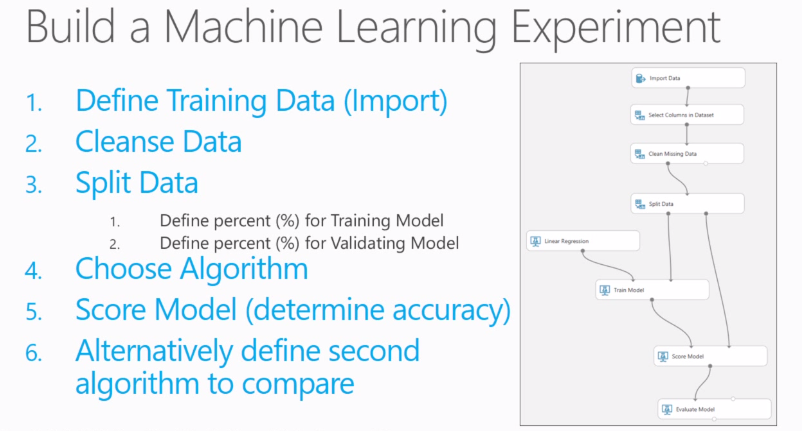 Build a Machine Learning Experiment
1. Define Training Data (Import)
2. Cleanse Data
3. Split Data
1. Define percent (%) for Training Model
2. Define percent (%) for Validating Model
4. Choose Algorithm
5. Score Model (determine accuracy)
6. Alternatively define second
algorithm to compare
Import Data
Select Columns in Dataset
Clean Missing Data
Split Data
Linear Regression
Train Model
Score Model
Evaluate Model